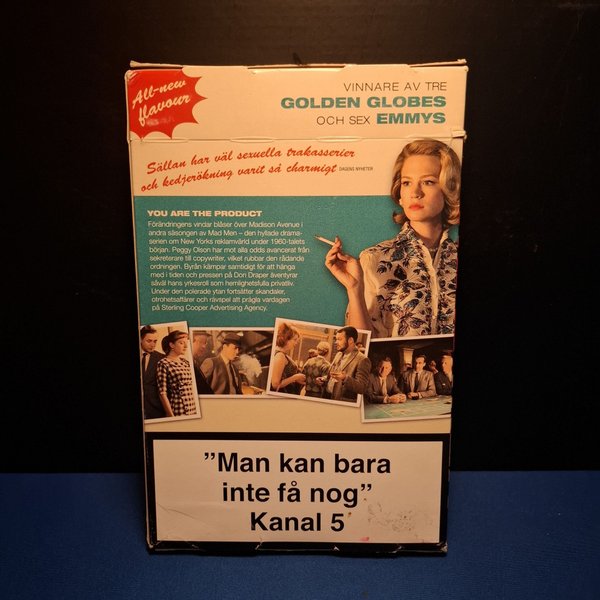 All-new
flavour
VINNARE AV TRE
GOLDEN GLOBES
OCH SEX EMMYS
Sällan har väl sexuella trakasserier
och kedjerökning varit så charmigt DAGENS NYHETER
YOU ARE THE PRODUCT
Förändringens vindar blåser över Madison Avenue i
andra säsongen av Mad Men – den hyllade drama-
serien om New Yorks reklamvärld under 1960-talets
början. Peggy Olson har mot alla odds avancerat från
sekreterare till copywriter, vilket rubbar den rådande
ordningen. Byrån kämpar samtidigt för att hänga
med i tiden och pressen på Don Draper äventyrar
såväl hans yrkesroll som hemlighetsfulla privatliv.
Under den polerade ytan fortsätter skandaler,
otrohetsaffärer och rävspel att prägla vardagen
på Sterling Cooper Advertising Agency.
”Man kan bara
inte få nog”
Kanal 5